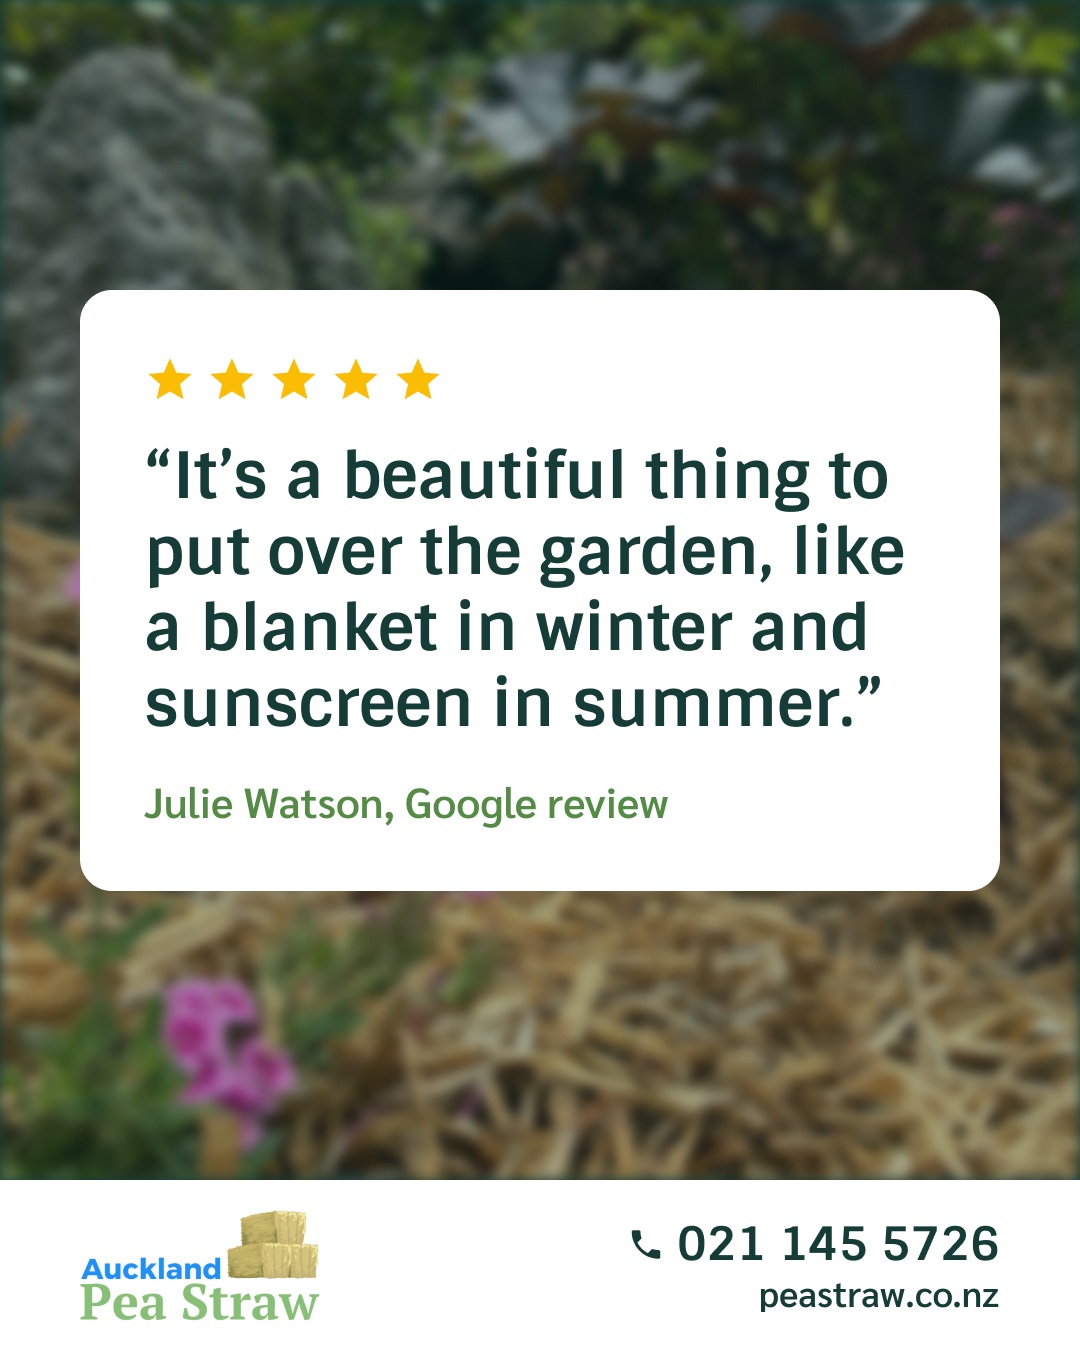 “It’s a beautiful thing to
put over the garden, like
a blanket in winter and
sunscreen in summer.”
Julie Watson, Google review
Auckland
Pea Straw
021 145 5726
peastraw.co.nz